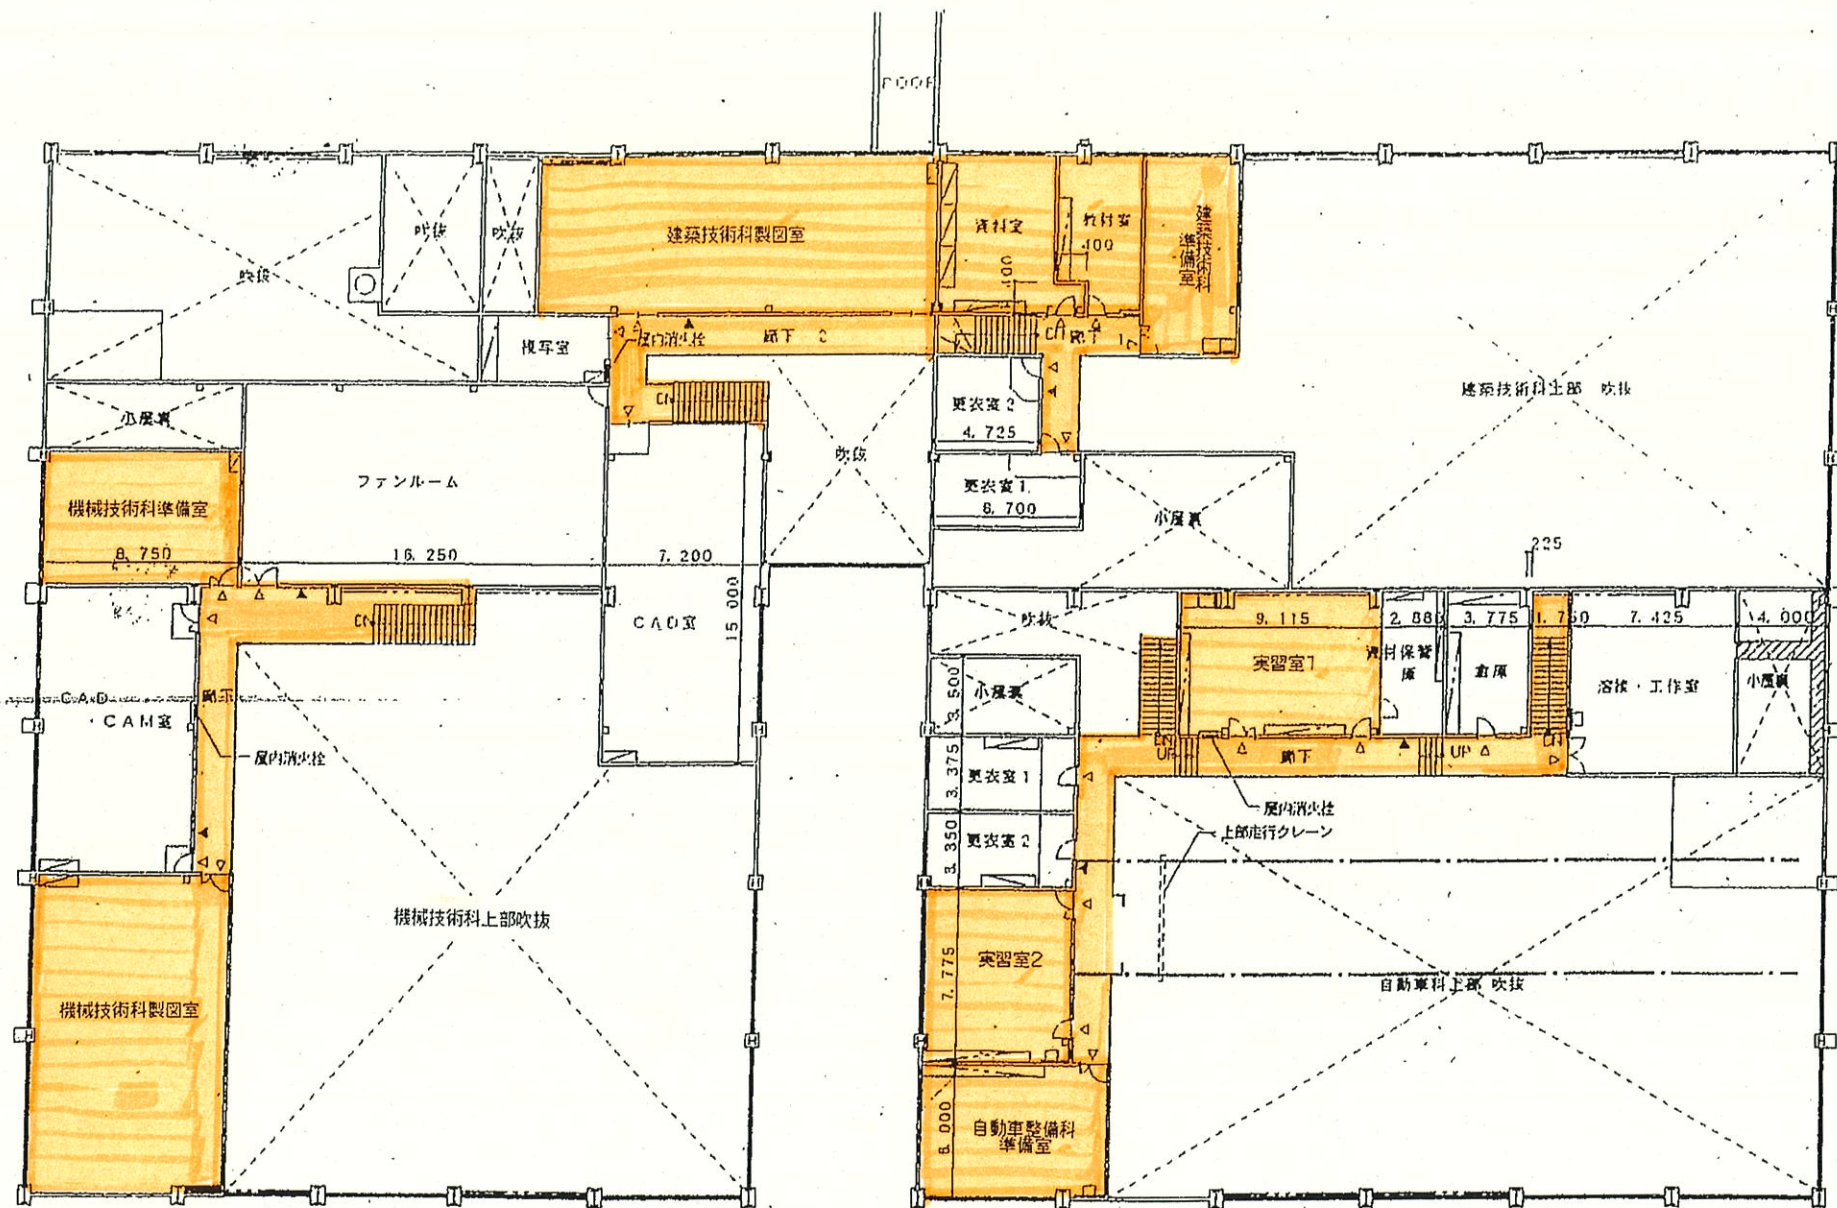 ROOF
吹抜
吹抜
吹抜
建築技術科製図室
資料室
教材室
400
建築技術科
準備室
複写室
屋内消火栓
廊下 2
廊下
小屋裏
更衣室 2
4,725
建築技術科上部 吹抜
ファンルーム
吹抜
更衣室 1
6,700
小屋裏
機械技術科準備室
8,750
16,250
7,200
225
CAD室
15,000
吹抜
9,115
3,775
1,750
7,425
4,000
実習室1
倉庫
溶接・工作室
小屋裏
小屋裏
3,500
CAD
・CAM室
廊下
屋内消火栓
DN
UP
廊下
UP
DN
更衣室 1
3,375
屋内消火栓
上部走行クレーン
更衣室 2
3,350
機械技術科上部吹抜
実習室2
7,775
自動車科上部 吹抜
機械技術科製図室
自動車整備科
準備室
6,000